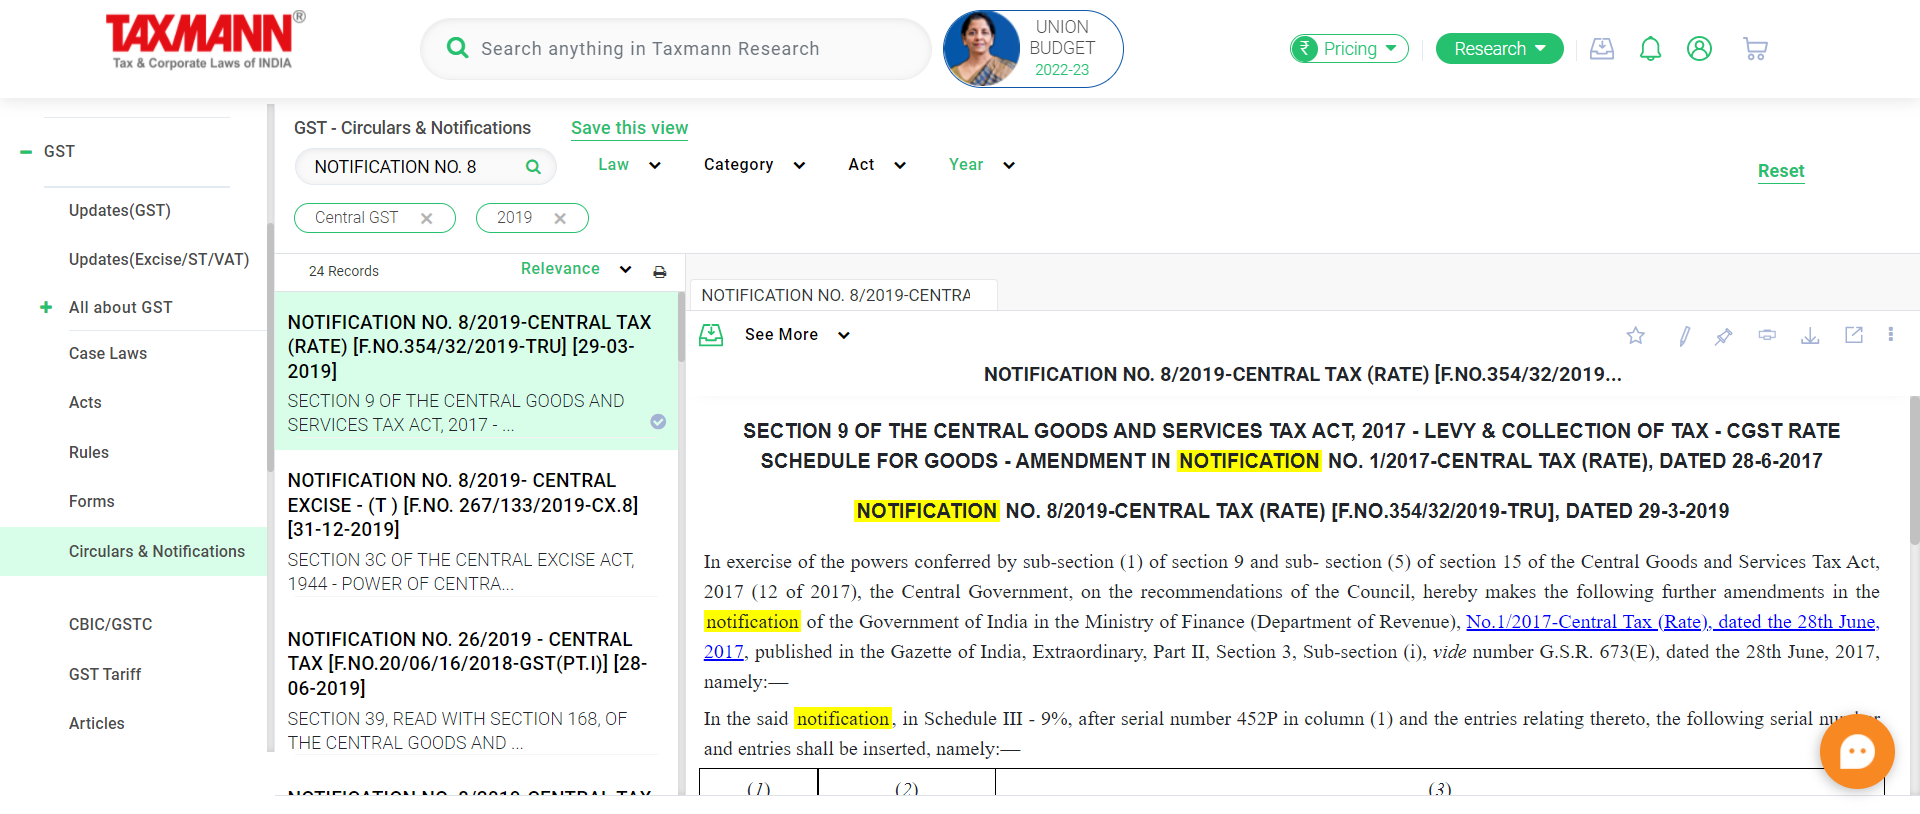 TAXMANN®
Tax & Corporate Laws of INDIA
Search anything in Taxmann Research
UNION
BUDGET
2022-23
₹ Pricing
Research
GST
Updates(GST)
Updates(Excise/ST/VAT)
All about GST
Case Laws
Acts
Rules
Forms
Circulars & Notifications
CBIC/GSTC
GST Tariff
Articles
GST - Circulars & Notifications
Save this view
NOTIFICATION NO. 8
Law
Category
Act
Year
Reset
Central GST
2019
24 Records
Relevance
NOTIFICATION NO. 8/2019-CENTRAL TAX
(RATE) [F.NO.354/32/2019-TRU] [29-03-
2019]
SECTION 9 OF THE CENTRAL GOODS AND
SERVICES TAX ACT, 2017 - ...
NOTIFICATION NO. 8/2019- CENTRAL
EXCISE - (T ) [F.NO. 267/133/2019-CX.8]
[31-12-2019]
SECTION 3C OF THE CENTRAL EXCISE ACT,
1944 - POWER OF CENTRA...
NOTIFICATION NO. 26/2019 - CENTRAL
TAX [F.NO.20/06/16/2018-GST(PT.I)] [28-
06-2019]
SECTION 39, READ WITH SECTION 168, OF
THE CENTRAL GOODS AND ...
NOTIFICATION NO. 8/2019-CENTRAL TAX
NOTIFICATION NO. 8/2019-CENTRA
See More
NOTIFICATION NO. 8/2019-CENTRAL TAX (RATE) [F.NO.354/32/2019...
SECTION 9 OF THE CENTRAL GOODS AND SERVICES TAX ACT, 2017 - LEVY & COLLECTION OF TAX - CGST RATE
SCHEDULE FOR GOODS - AMENDMENT IN NOTIFICATION NO. 1/2017-CENTRAL TAX (RATE), DATED 28-6-2017
NOTIFICATION NO. 8/2019-CENTRAL TAX (RATE) [F.NO.354/32/2019-TRU], DATED 29-3-2019
In exercise of the powers conferred by sub-section (1) of section 9 and sub- section (5) of section 15 of the Central Goods and Services Tax Act,
2017 (12 of 2017), the Central Government, on the recommendations of the Council, hereby makes the following further amendments in the
notification of the Government of India in the Ministry of Finance (Department of Revenue), No.1/2017-Central Tax (Rate), dated the 28th June,
2017, published in the Gazette of India, Extraordinary, Part II, Section 3, Sub-section (i), vide number G.S.R. 673(E), dated the 28th June, 2017,
namely:—
In the said notification, in Schedule III - 9%, after serial number 452P in column (1) and the entries relating thereto, the following serial number
and entries shall be inserted, namely:—
(1) (2) (3)